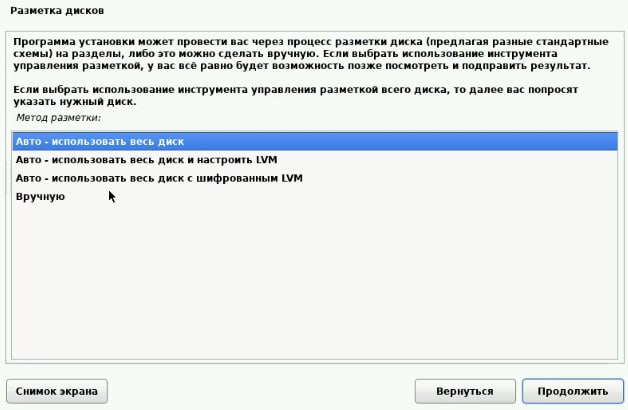 Разметка дисков
Программа установки может провести вас через процесс разметки диска (предлагая разные стандартные
схемы) на разделы, либо это можно сделать вручную. Если выбрать использование инструмента
управления разметкой, у вас всё равно будет возможность позже посмотреть и подправить результат.
Если выбрать использование инструмента управления разметкой всего диска, то далее вас попросят
указать нужный диск.
Метод разметки:
Авто - использовать весь диск
Авто - использовать весь диск и настроить LVM
Авто - использовать весь диск с шифрованным LVM
Вручную
Снимок экрана
Вернуться
Продолжить